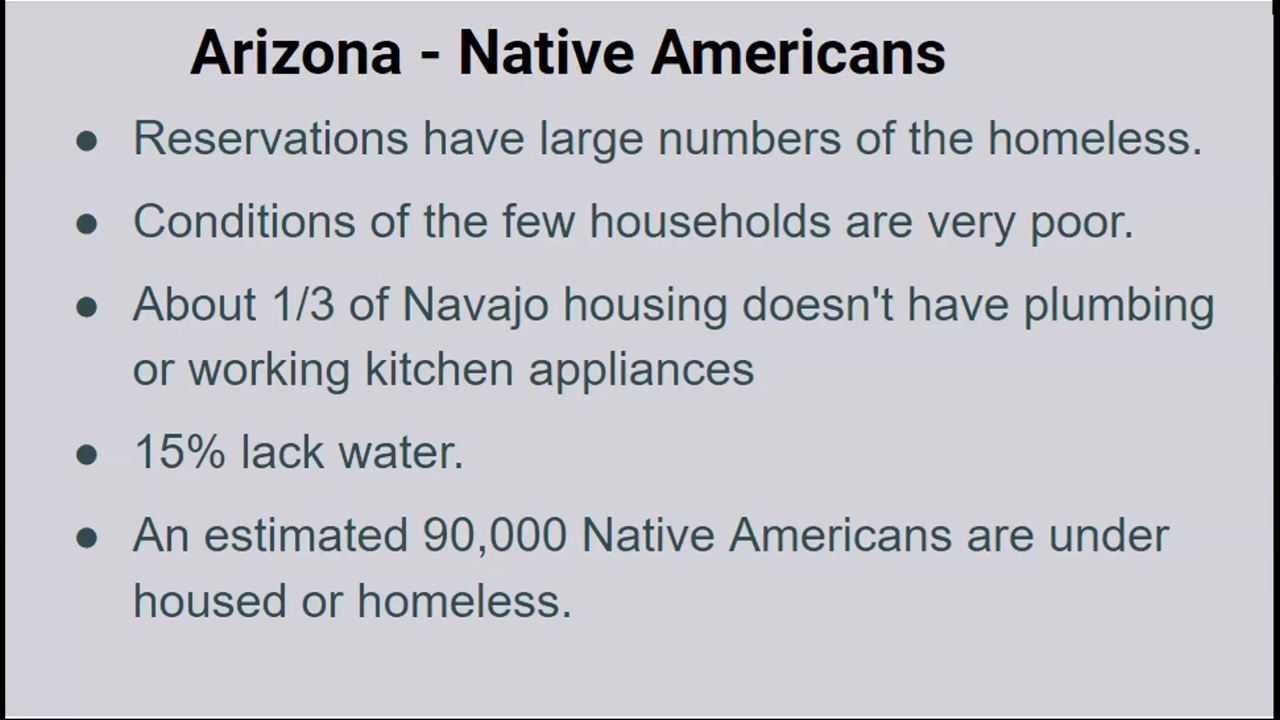 Arizona - Native Americans
● Reservations have large numbers of the homeless.
● Conditions of the few households are very poor.
● About 1/3 of Navajo housing doesn't have plumbing
or working kitchen appliances
● 15% lack water.
● An estimated 90,000 Native Americans are under
housed or homeless.